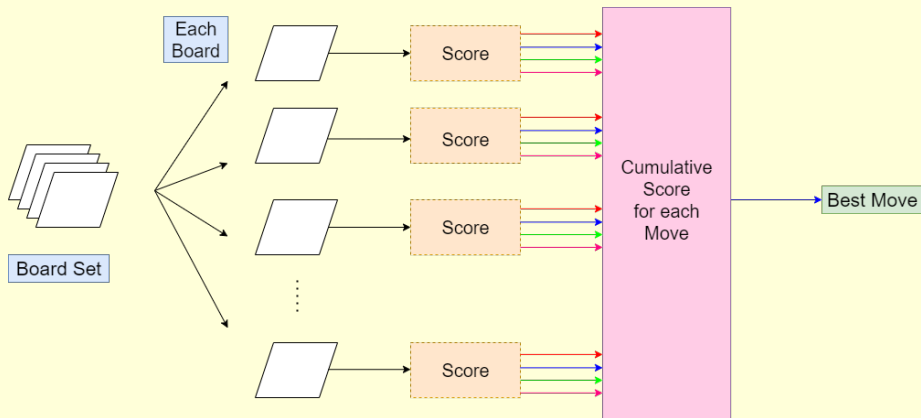 Each
Board
Score
Score
Cumulative
Score
for each
Move
Best Move
Score
Board Set
Score